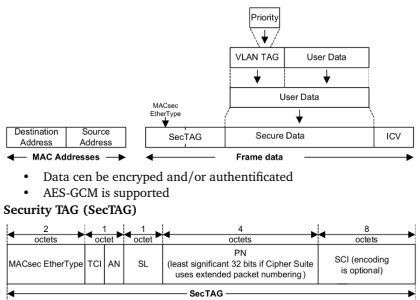 Priority
VLAN TAG User Data
User Data
MACsec
EtherType
Destination
Address
Source
Address
SecTAG Secure Data ICV
MAC Addresses Frame data
• Data cen be encryped and/or authentificated
• AES-GCM is supported
Security TAG (SecTAG)
2
octets
1
octet
1
octet
4
octets
8
octets
MACsec EtherType TCI AN SL
PN
(least significant 32 bits if Cipher Suite
uses extended packet numbering)
SCI (encoding
is optional)
SecTAG